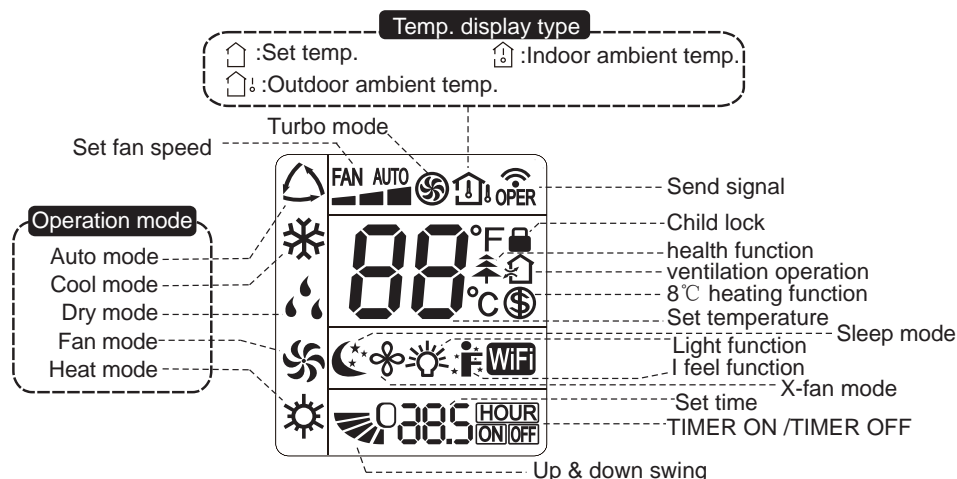 Temp. display type
:Set temp.
:Indoor ambient temp.
:Outdoor ambient temp.
Turbo mode
Set fan speed
FAN AUTO
OPER
Send signal
Operation mode
Auto mode
Cool mode
Dry mode
Fan mode
Heat mode
88
°F
°C
Child lock
health function
ventilation operation
8℃ heating function
Set temperature
Sleep mode
Light function
I feel function
WiFi
X-fan mode
Set time
088.5
HOUR
ON OFF
TIMER ON /TIMER OFF
Up & down swing